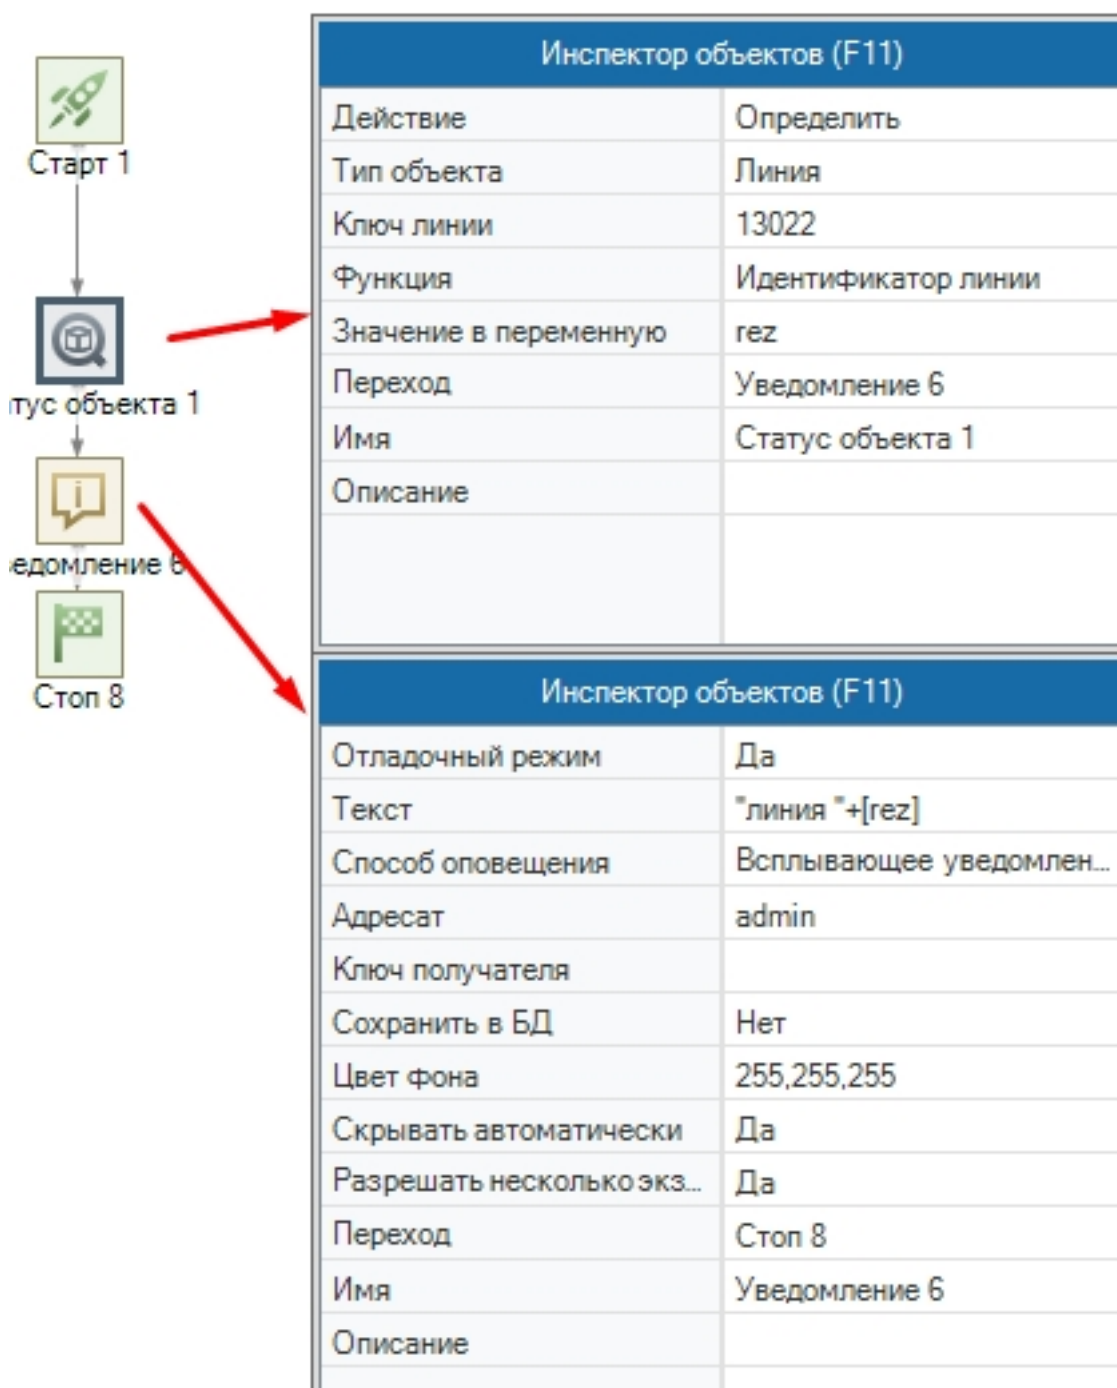 Старт 1
тус объекта 1
едомление 6
Стоп 8
Инспектор объектов (F11)
Действие Определить
Тип объекта Линия
Ключ линии 13022
Функция Идентификатор линии
Значение в переменную rez
Переход Уведомление 6
Имя Статус объекта 1
Описание
Инспектор объектов (F11)
Отладочный режим Да
Текст "линия "+[rez]
Способ оповещения Всплывающее уведомлен...
Адресат admin
Ключ получателя
Сохранить в БД Нет
Цвет фона 255,255,255
Скрывать автоматически Да
Разрешать несколько экз... Да
Переход Стоп 8
Имя Уведомление 6
Описание